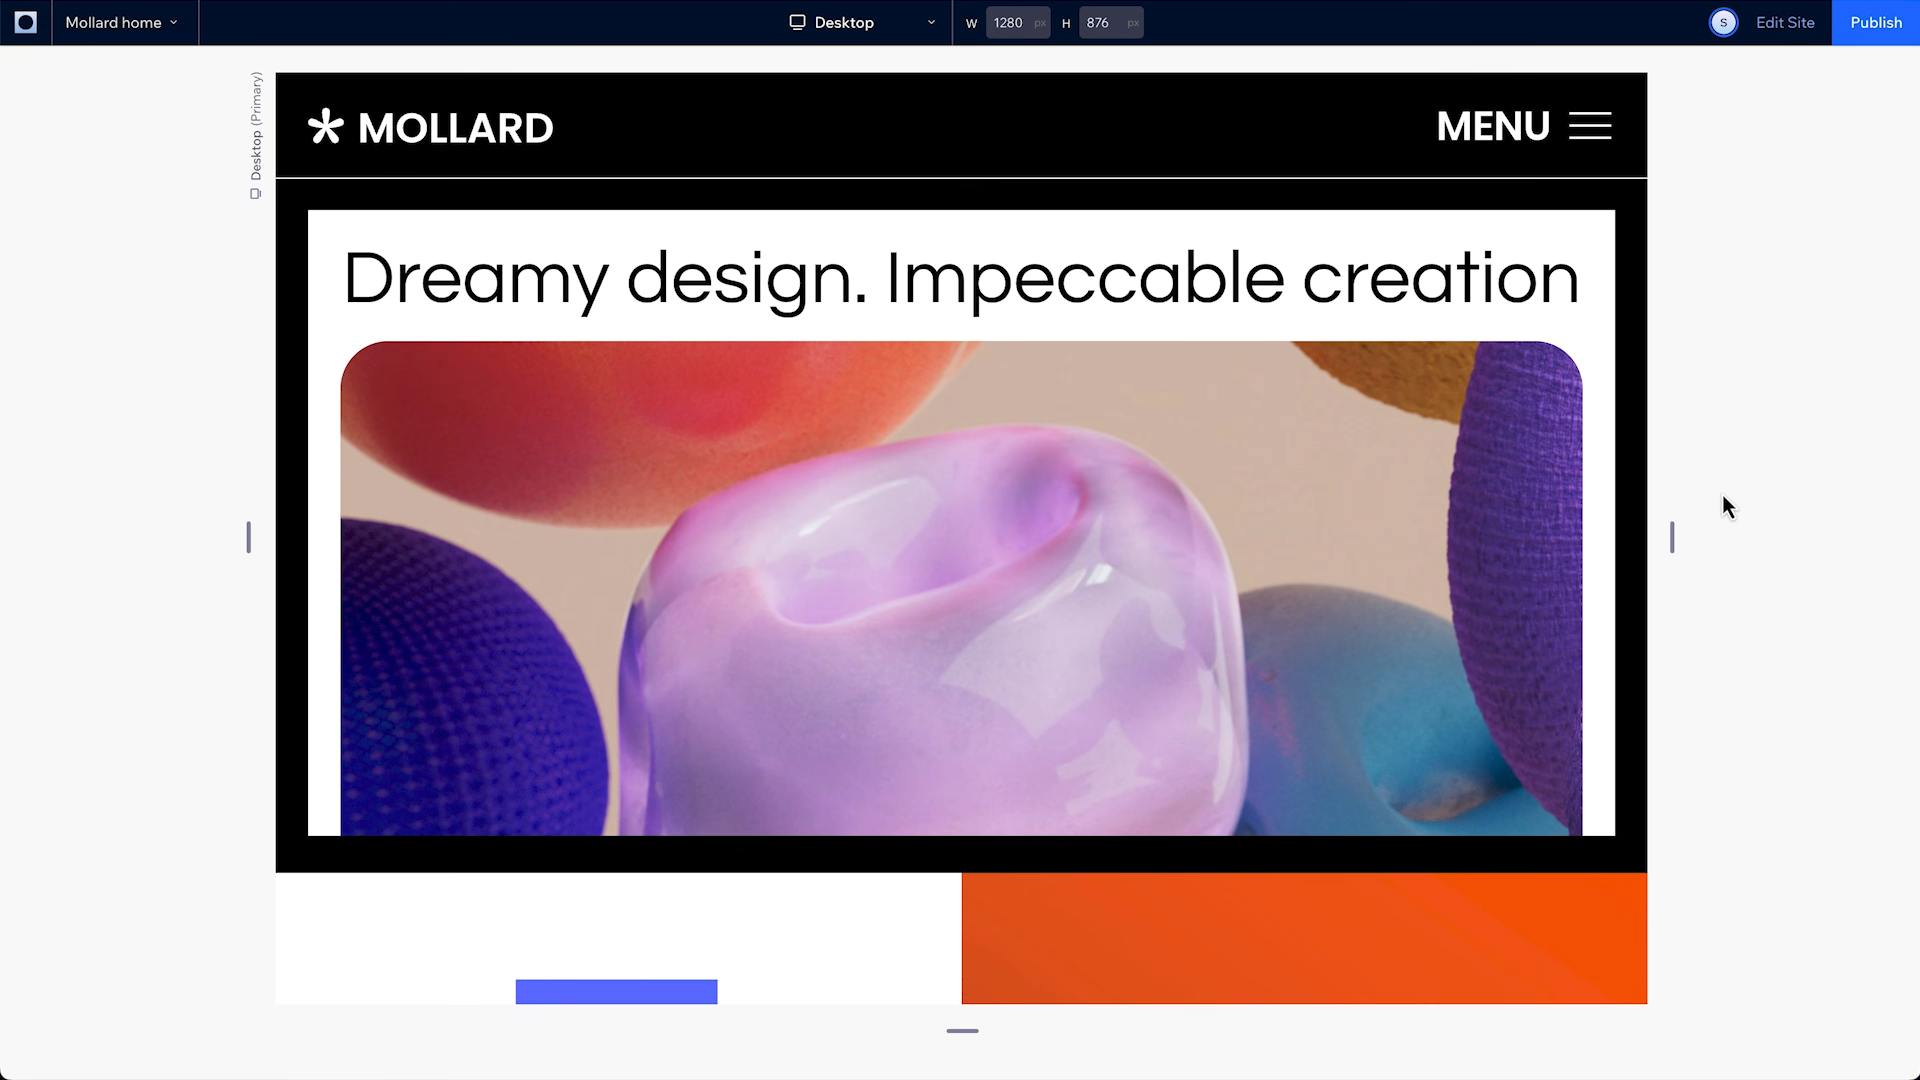 Mollard home
Desktop
W 1280 px H 876 px
S
Edit Site
Publish
Desktop (Primary)
MOLLARD
MENU
Dreamy design. Impeccable creation